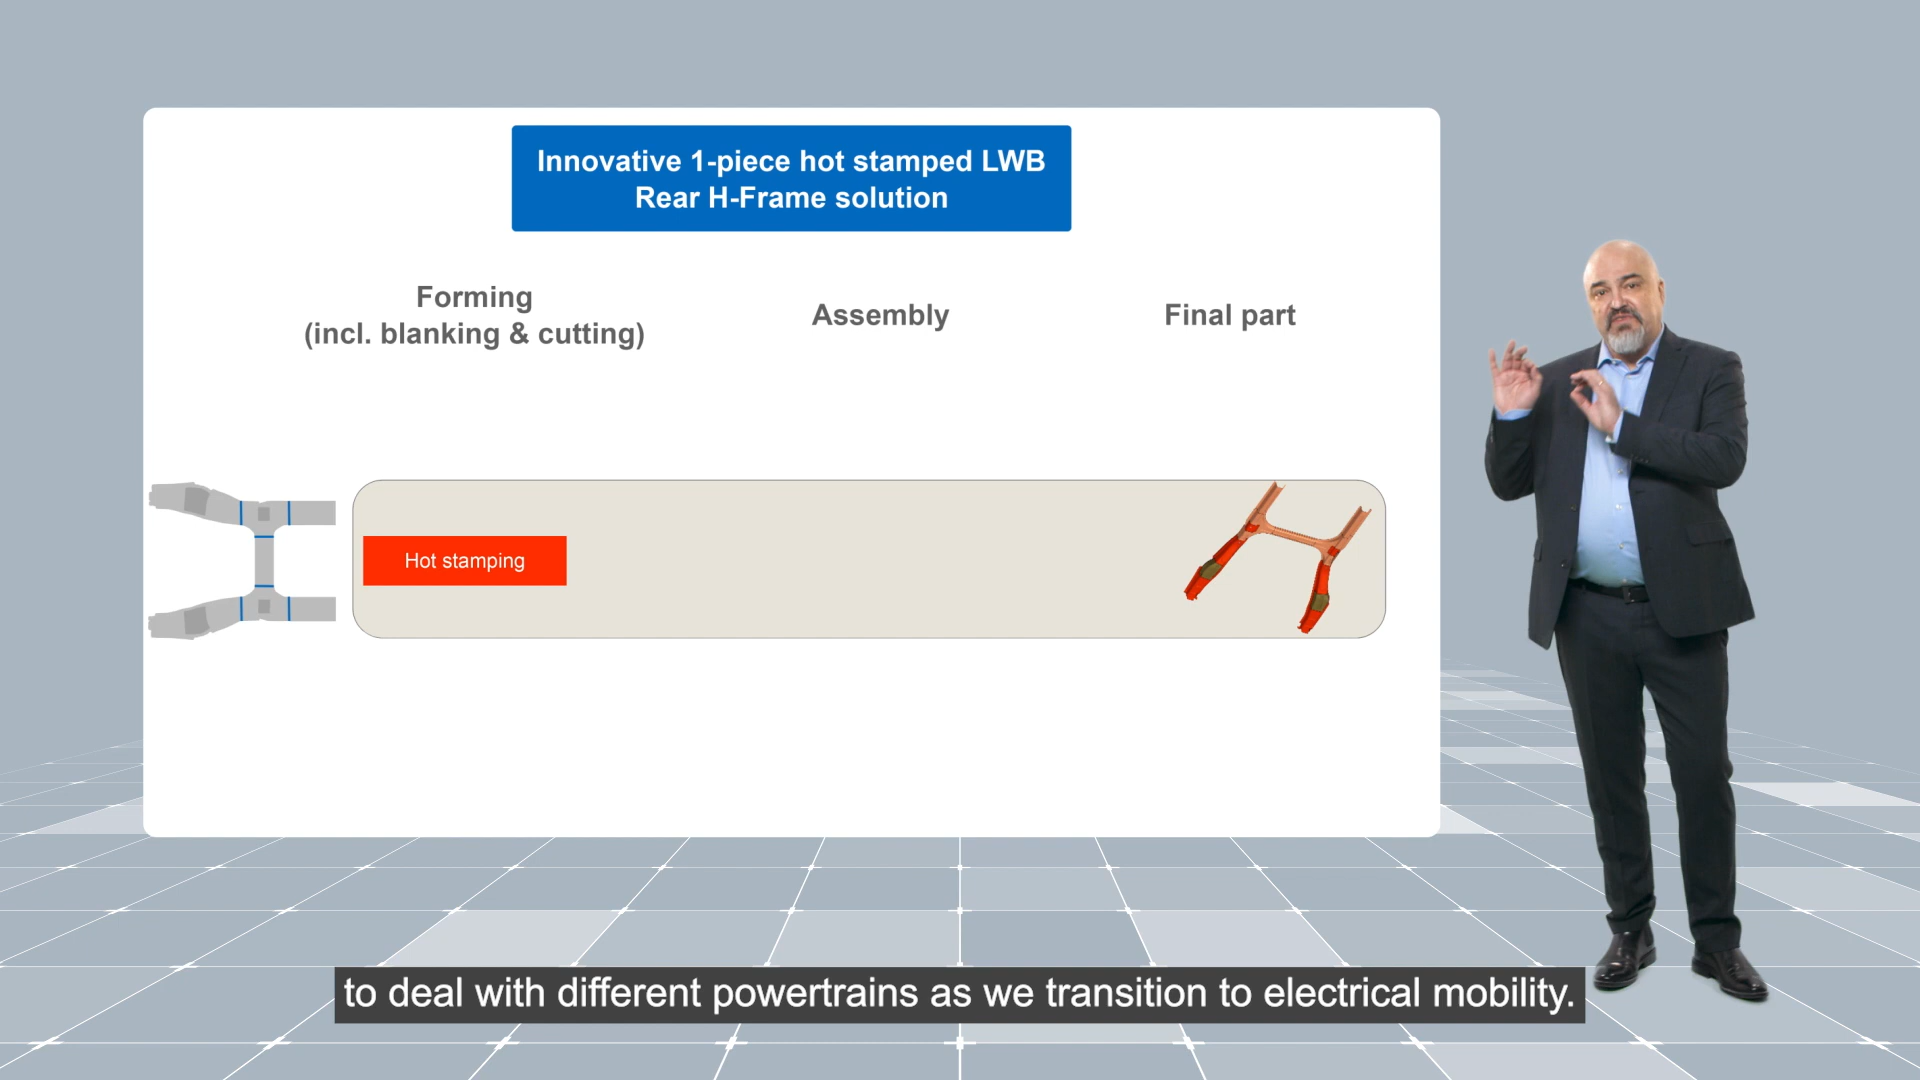 Innovative 1-piece hot stamped LWB
Rear H-Frame solution
Forming
(incl. blanking & cutting)
Assembly
Final part
Hot stamping
to deal with different powertrains as we transition to electrical mobility.